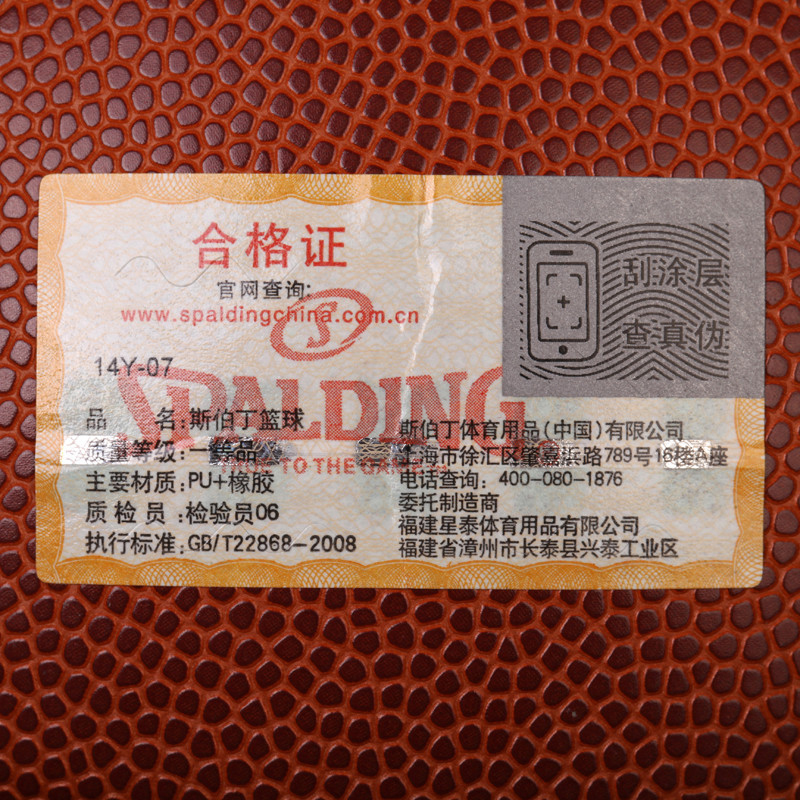 合格证
官网查询:
www.spaldingchina.com.cn
S
刮涂层
查真伪
14Y-07
SPALDING
TRUE TO THE GAME
品 名:斯伯丁篮球
质量等级:一等品
主要材质:PU+橡胶
质检员:检验员06
执行标准:GB/T22868-2008
斯伯丁体育用品(中国)有限公司
上海市徐汇区肇嘉浜路789号16楼A座
电话查询:400-080-1876
委托制造商
福建星泰体育用品有限公司
福建省漳州市长泰县兴泰工业区